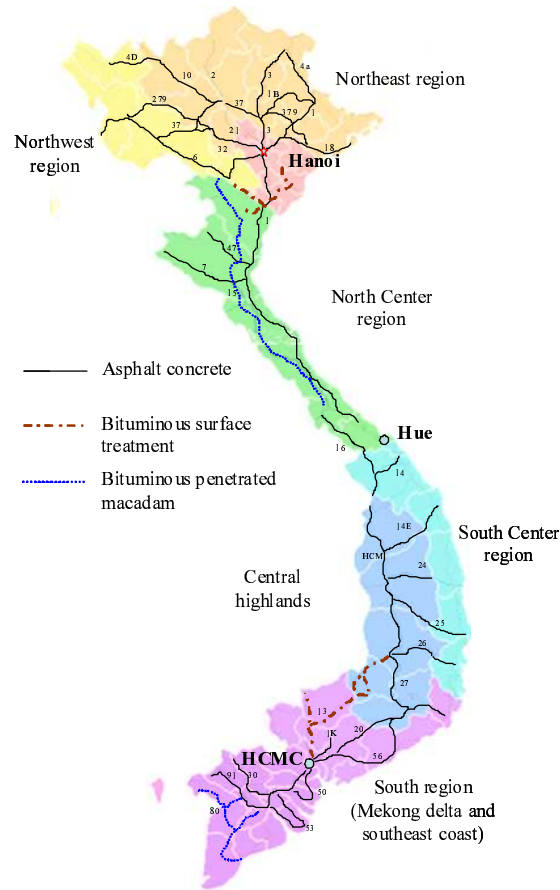 4D
10
2
3
4a
Northeast region
1B
279
37
379
1
3
21
37
32
18
Northwest
region
6
Hanoi
1
47
7
15
North Center
region
Asphalt concrete
Bituminous surface
treatment
Bituminous penetrated
macadam
Hue
16
14
14E
South Center
region
HCM
24
Central
highlands
25
26
27
13
20
1K
56
HCMC
91
30
50
80
53
South region
(Mekong delta and
southeast coast)